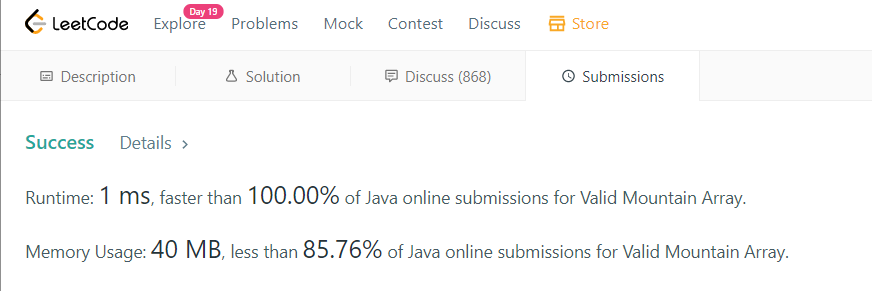 Day 19
LeetCode Explore Problems Mock Contest Discuss Store
Description Solution Discuss (868) Submissions
Success Details >
Runtime: 1 ms, faster than 100.00% of Java online submissions for Valid Mountain Array.
Memory Usage: 40 MB, less than 85.76% of Java online submissions for Valid Mountain Array.